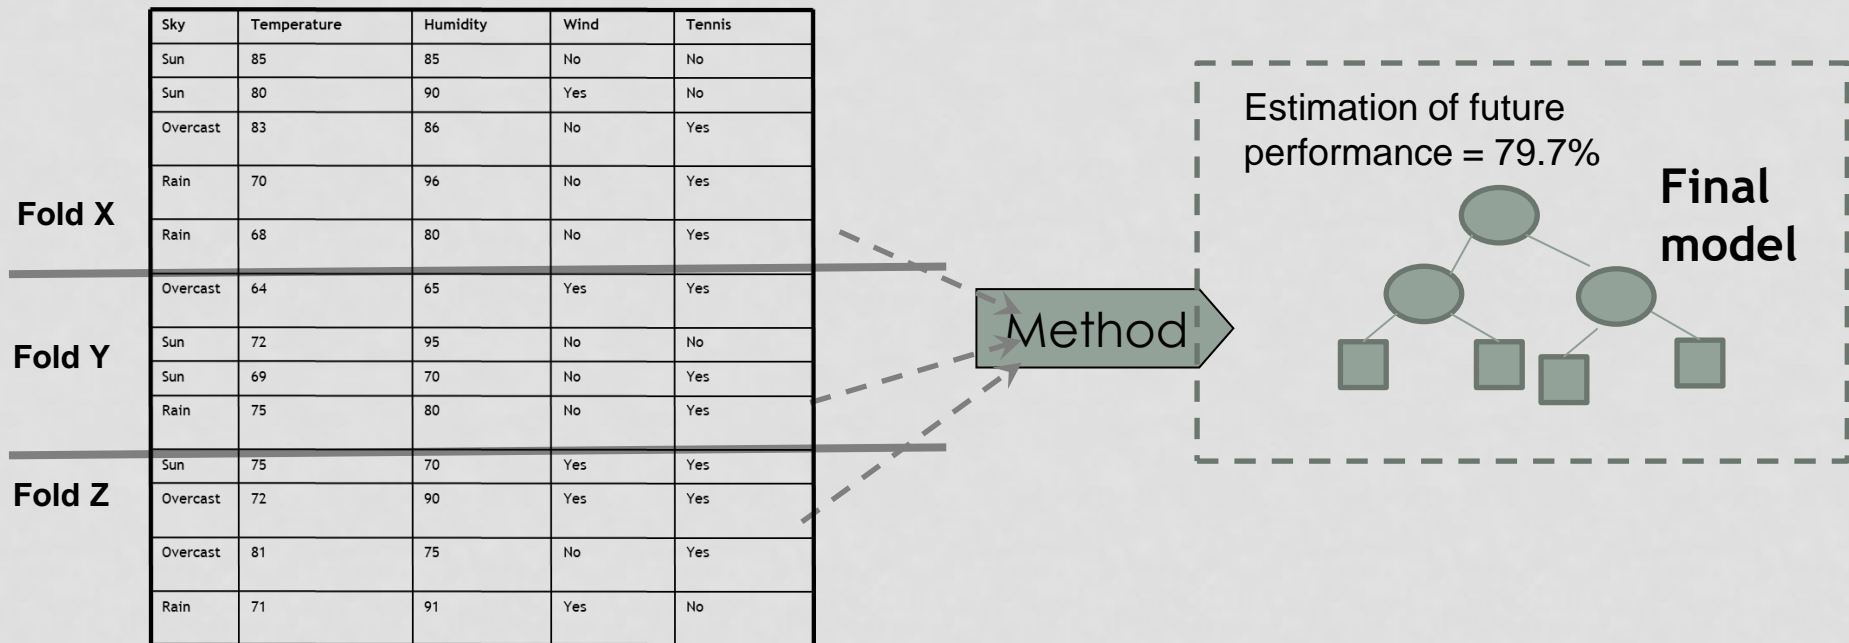 Sky Temperature Humidity Wind Tennis
Sun 85 85 No No
Sun 80 90 Yes No
Overcast 83 86 No Yes
Rain 70 96 No Yes
Rain 68 80 No Yes
Overcast 64 65 Yes Yes
Sun 72 95 No No
Sun 69 70 No Yes
Rain 75 80 No Yes
Sun 75 70 Yes Yes
Overcast 72 90 Yes Yes
Overcast 81 75 No Yes
Rain 71 91 Yes No
Fold X
Fold Y
Fold Z
Method
Estimation of future
performance = 79.7%
Final
model